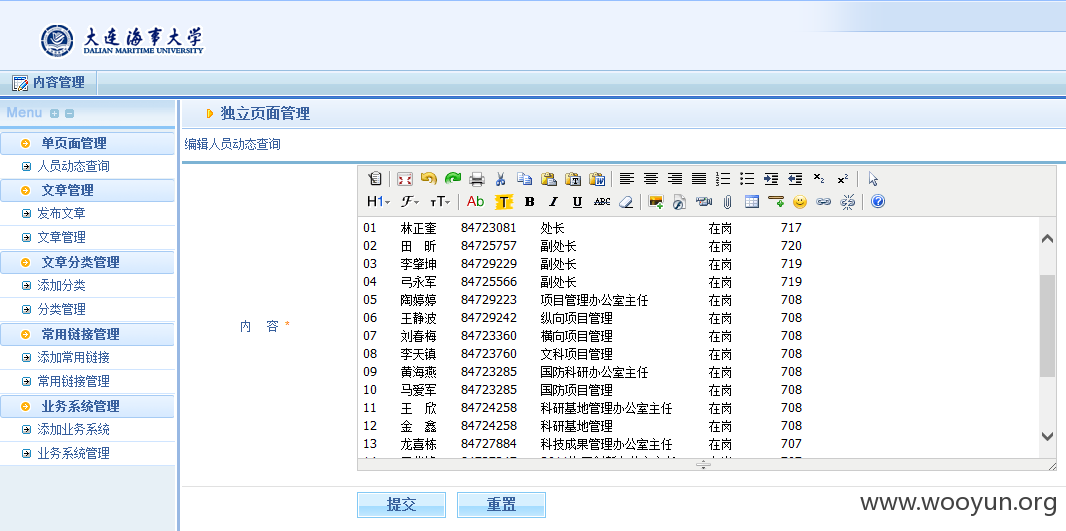 大连海事大学
DALIAN MARITIME UNIVERSITY
内容管理
Menu
单页面管理
人员动态查询
文章管理
发布文章
文章管理
文章分类管理
添加分类
分类管理
常用链接管理
添加常用链接
常用链接管理
业务系统管理
添加业务系统
业务系统管理
独立页面管理
编辑人员动态查询
内 容 *
01 林正奎 84723081 处长 在岗 717
02 田 昕 84725757 副处长 在岗 720
03 李肇坤 84729229 副处长 在岗 719
04 弓永军 84725566 副处长 在岗 719
05 陶婷婷 84729223 项目管理办公室主任 在岗 708
06 王静波 84729242 纵向项目管理 在岗 708
07 刘春梅 84723360 横向项目管理 在岗 708
08 李天镇 84723760 文科项目管理 在岗 708
09 黄海燕 84723285 国防科研办公室主任 在岗 708
10 马爱军 84723285 国防项目管理 在岗 708
11 王 欣 84724258 科研基地管理办公室主任 在岗 708
12 金 鑫 84724258 科研基地管理 在岗 708
13 龙喜栋 84727884 科技成果管理办公室主任 在岗 707
提交 重置
www.wooyun.org